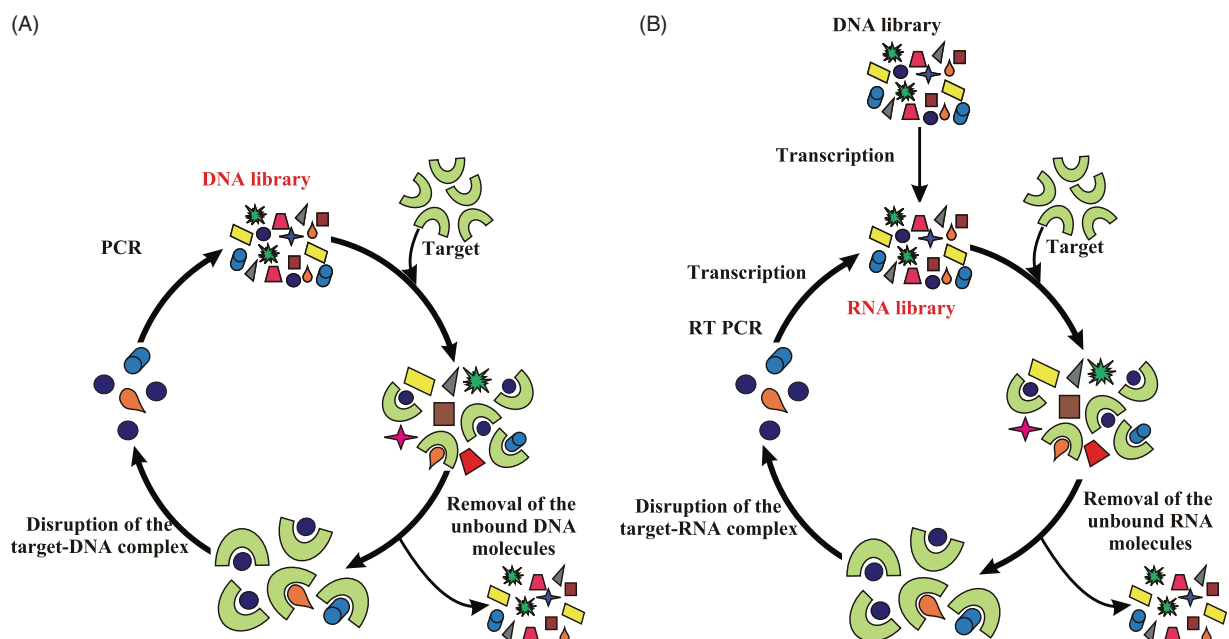 (A)
DNA library
PCR
Target
Removal of the
unbound DNA
molecules
Disruption of the
target-DNA complex
(B)
DNA library
Transcription
Target
Transcription
RNA library
RT PCR
Removal of the
unbound RNA
molecules
Disruption of the
target-RNA complex